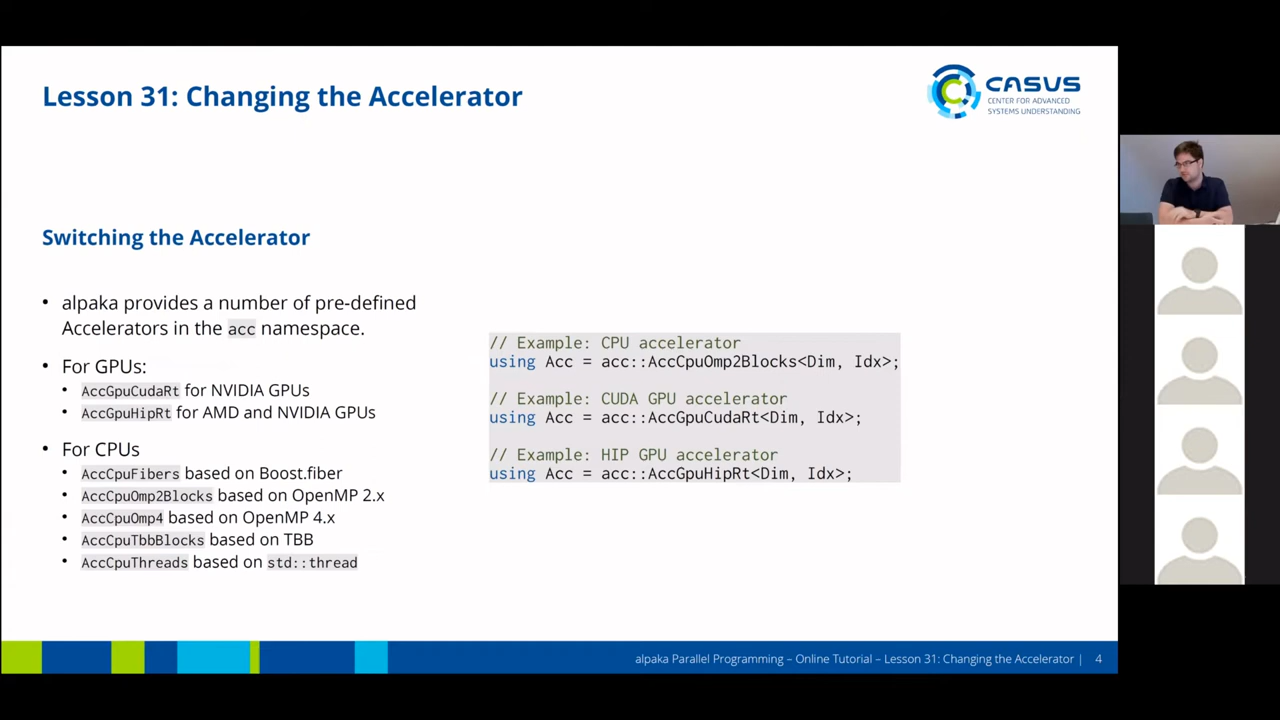 Lesson 31: Changing the Accelerator
CASUS
CENTER FOR ADVANCED
SYSTEMS UNDERSTANDING
Switching the Accelerator
• alpaka provides a number of pre-defined
Accelerators in the acc namespace.
• For GPUs:
• AccGpuCudaRt for NVIDIA GPUs
• AccGpuHipRt for AMD and NVIDIA GPUs
• For CPUs
• AccCpuFibers based on Boost.fiber
• AccCpuOmp2Blocks based on OpenMP 2.x
• AccCpuOmp4 based on OpenMP 4.x
• AccCpuTbbBlocks based on TBB
• AccCpuThreads based on std::thread
// Example: CPU accelerator
using Acc = acc::AccCpuOmp2Blocks<Dim, Idx>;
// Example: CUDA GPU accelerator
using Acc = acc::AccGpuCudaRt<Dim, Idx>;
// Example: HIP GPU accelerator
using Acc = acc::AccGpuHipRt<Dim, Idx>;
alpaka Parallel Programming – Online Tutorial – Lesson 31: Changing the Accelerator | 4